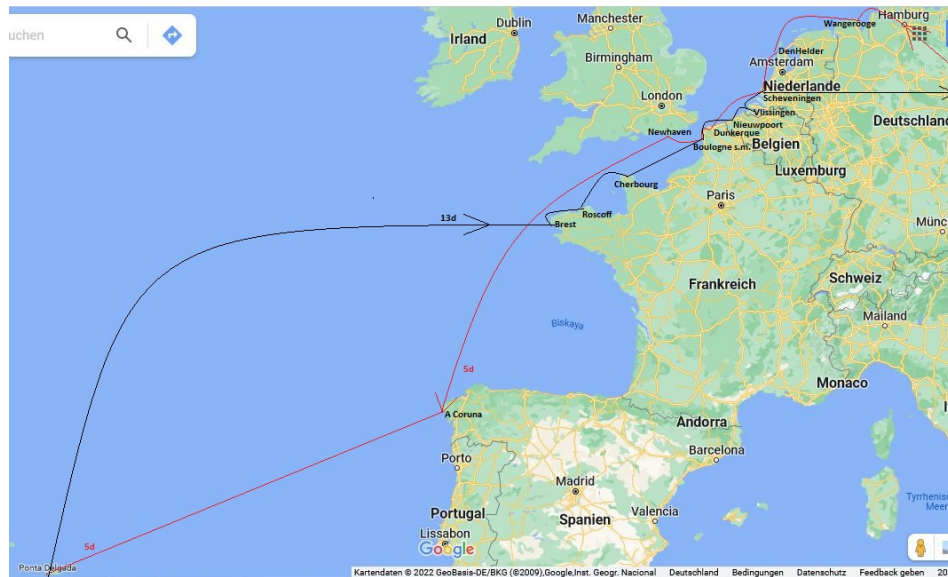 uchen
Dublin
Irland
Manchester
Birmingham
London
Newhaven
Wangerooge
Hamburg
DenHelder
Amsterdam
Niederlande
Scheveningen
Vlissingen
Nieuwpoort
Dunkerque
Boulogne s.m.
Belgien
Deutschland
Luxemburg
Cherbourg
Paris
Roscoff
Brest
13d
Münc
Frankreich
Schweiz
Mailand
Biskaya
5d
Monaco
A Coruna
Andorra
Porto
Barcelona
Madrid
Portugal
Spanien
Valencia
Tyrrhenisc
Meer
Lissabon
Google
5d
Ponta Delgada
Kartendaten © 2022 GeoBasis-DE/BKG (©2009),Google,Inst. Geogr. Nacional Deutschland Bedingungen Datenschutz Feedback geben 20